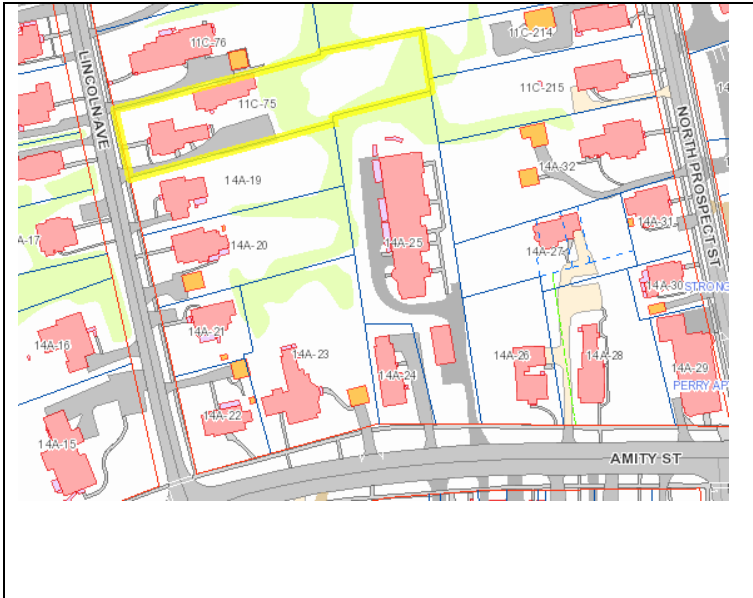 11C-76
11C-214
LINCOLN AVE
11C-75
11C-215
14
NORTH PROSPECT ST
14A-32
14A-19
14A-31
A-17
14A-20
14A-25
14A-27
14A-30
STRONG
14A-21
14A-16
14A-23
14A-24
14A-26
14A-28
14A-29
PERRY AP
14A-22
14A-15
AMITY ST